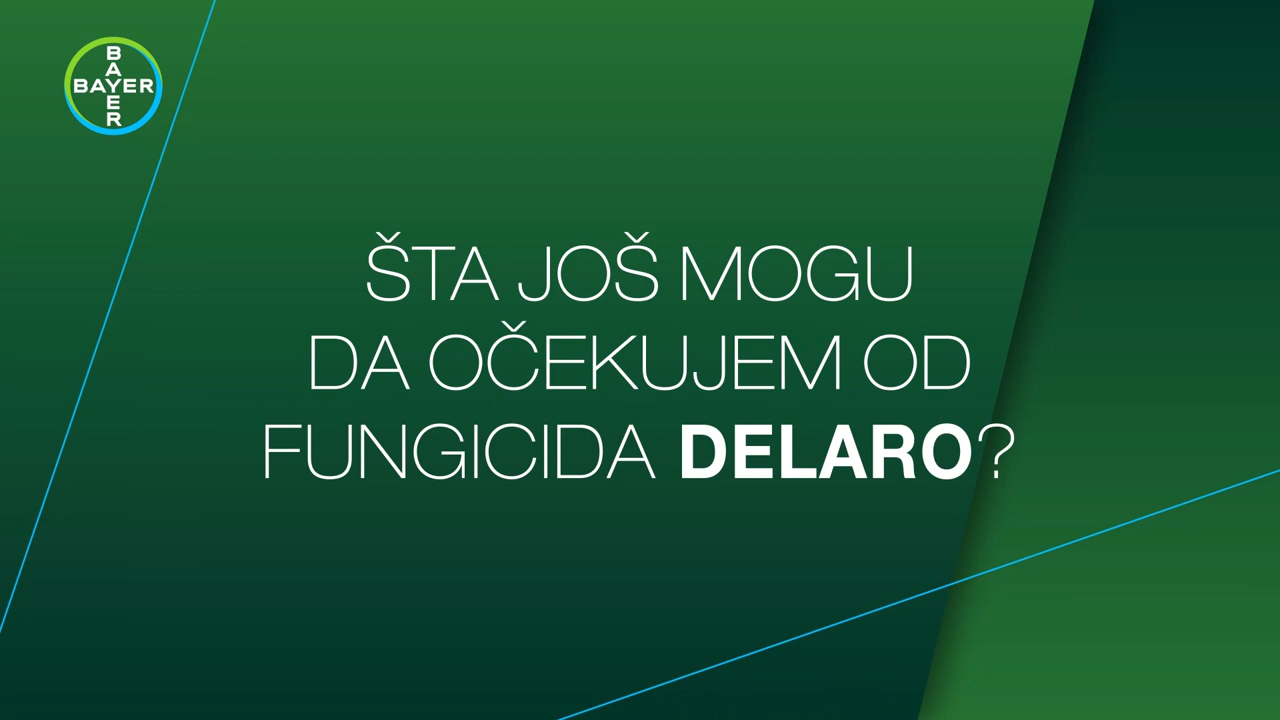 BAYER
BAYER
ŠTA JOŠ MOGU
DA OČEKUJEM OD
FUNGICIDA DELARO?